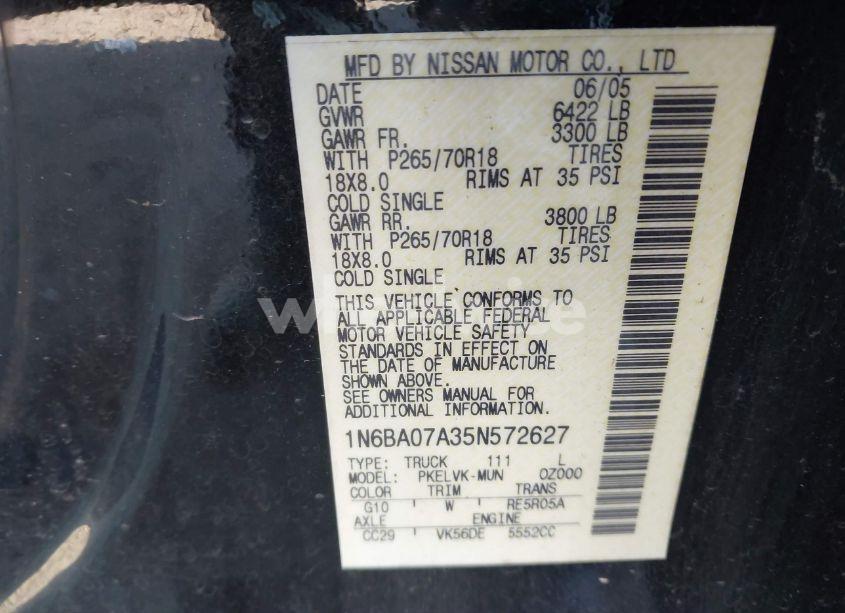 MFD BY NISSAN MOTOR CO., LTD
DATE 06/05
GVWR 6422 LB
GAWR FR. 3300 LB
WITH P265/70R18 TIRES
18X8.0 RIMS AT 35 PSI
COLD SINGLE
GAWR RR. 3800 LB
WITH P265/70R18 TIRES
18X8.0 RIMS AT 35 PSI
COLD SINGLE
THIS VEHICLE CONFORMS TO
ALL APPLICABLE FEDERAL
MOTOR VEHICLE SAFETY
STANDARDS IN EFFECT ON
THE DATE OF MANUFACTURE
SHOWN ABOVE.
SEE OWNERS MANUAL FOR
ADDITIONAL INFORMATION.
1N6BA07A35N572627
TYPE: TRUCK 111 L
MODEL: PKELVK-MUN 0Z000
COLOR TRIM TRANS
G10 W RE5R05A
AXLE ENGINE
CC29 VK56DE 5552CC